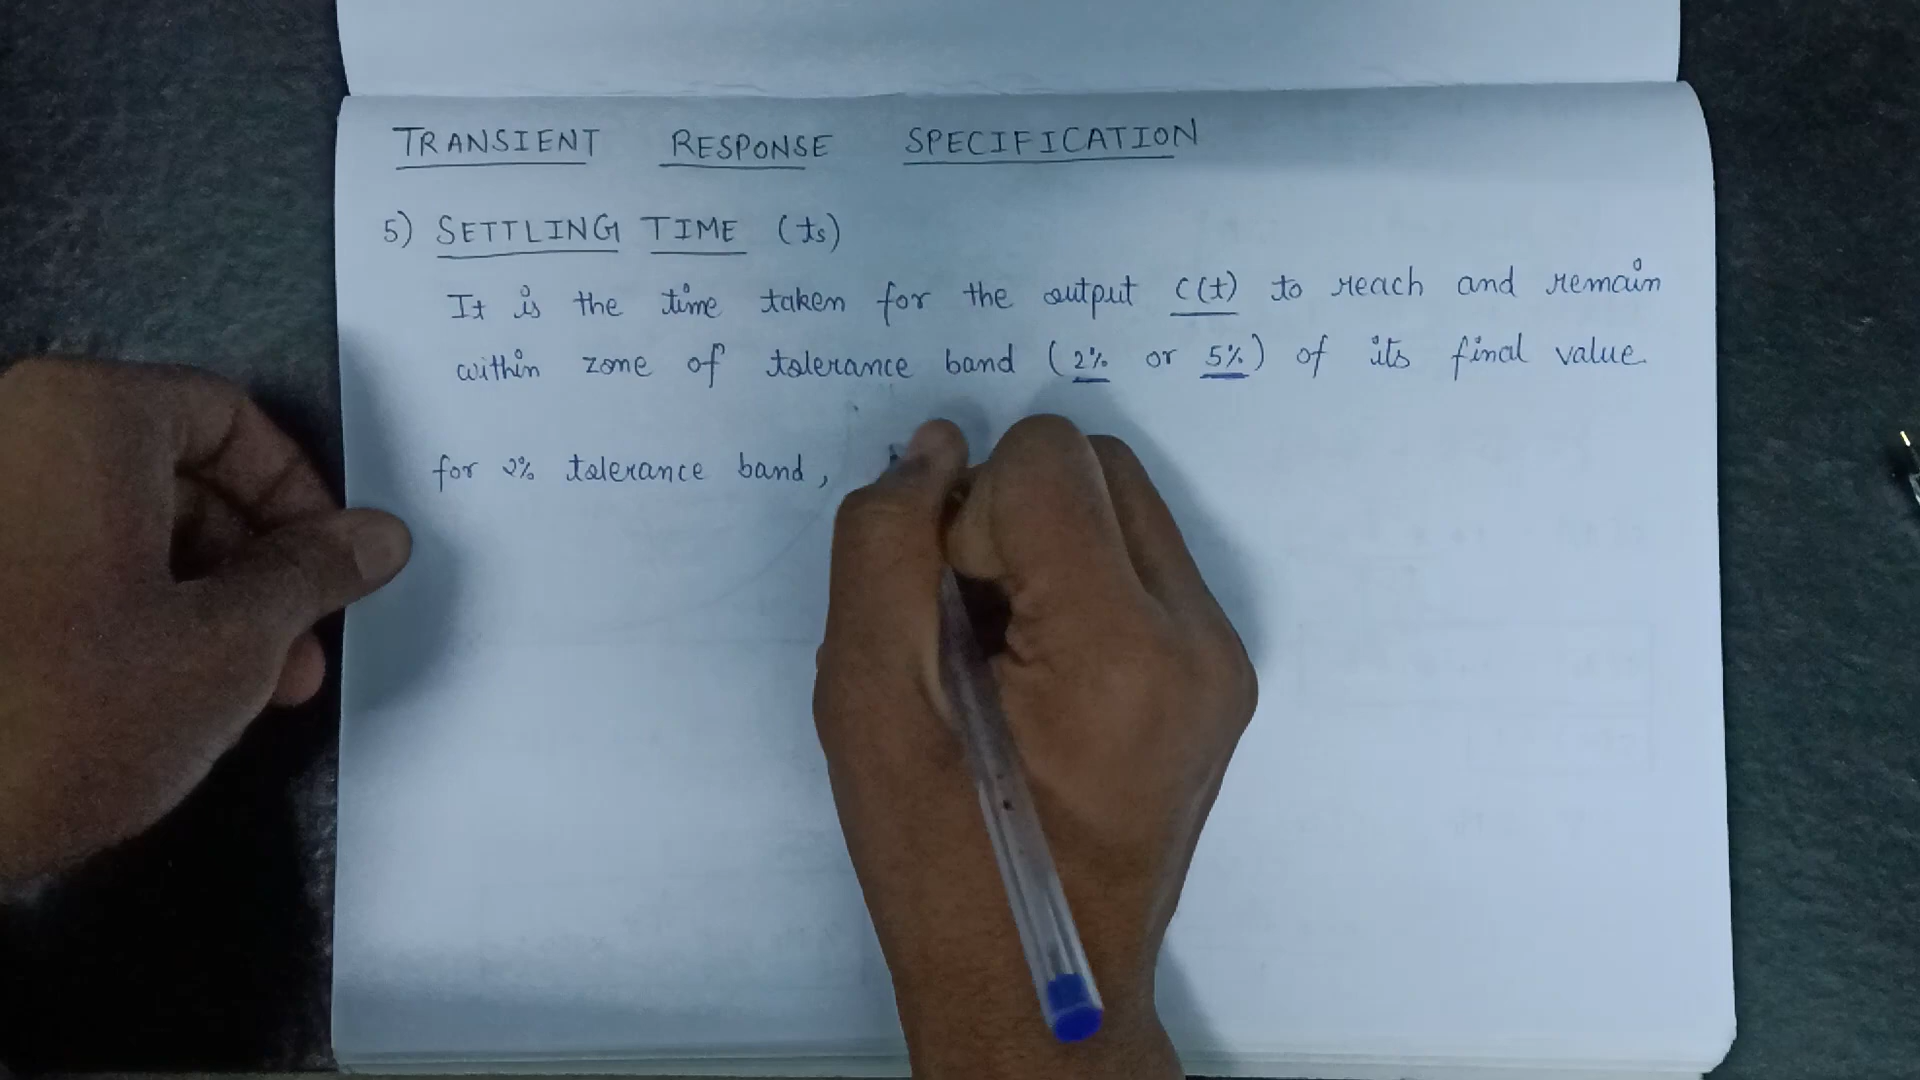 TRANSIENT RESPONSE SPECIFICATION
5) SETTLING TIME (ts)
It is the time taken for the output c(t) to reach and remain
within zone of tolerance band (2% or 5%) of its final value.
for 2% tolerance band,